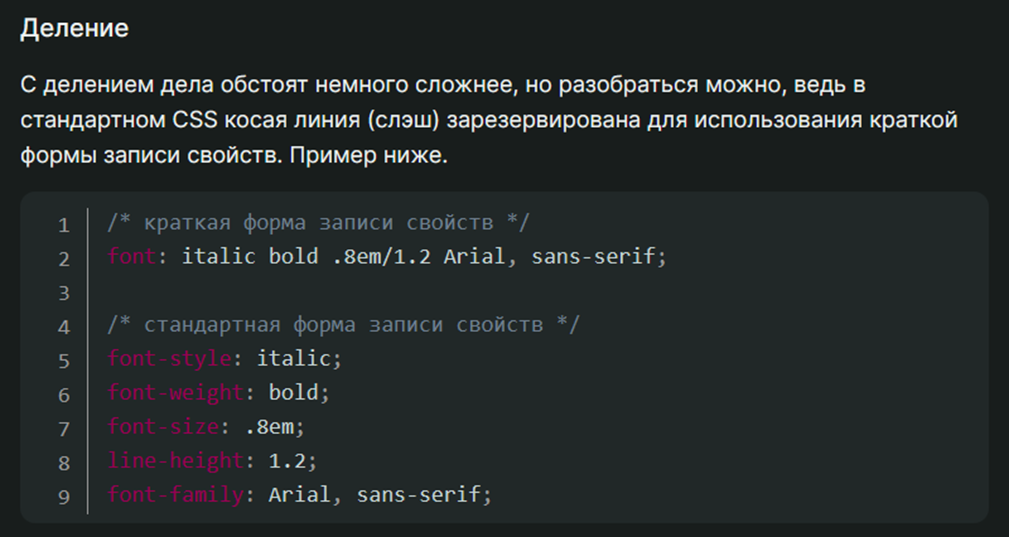 Деление
С делением дела обстоят немного сложнее, но разобраться можно, ведь в
стандартном CSS косая линия (слэш) зарезервирована для использования краткой
формы записи свойств. Пример ниже.
1 /* краткая форма записи свойств */
2 font: italic bold .8em/1.2 Arial, sans-serif;
3
4 /* стандартная форма записи свойств */
5 font-style: italic;
6 font-weight: bold;
7 font-size: .8em;
8 line-height: 1.2;
9 font-family: Arial, sans-serif;